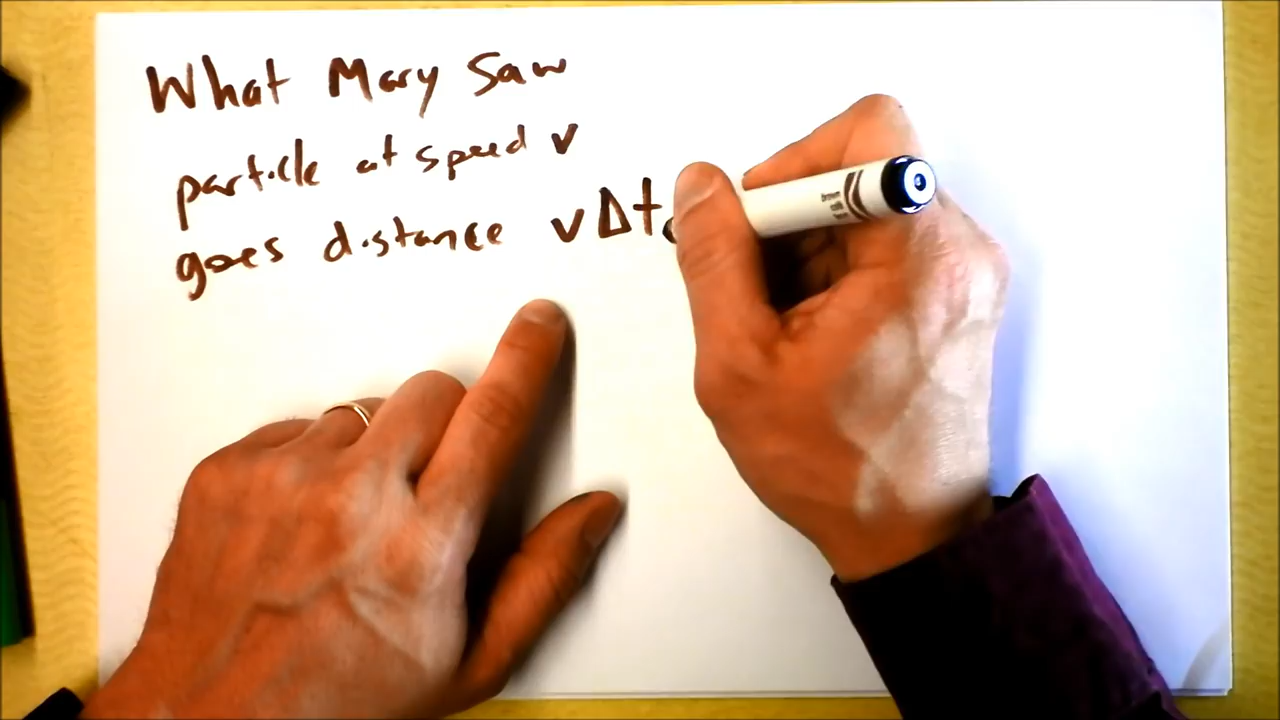 What Mary Saw
particle at speed v
goes distance vΔt